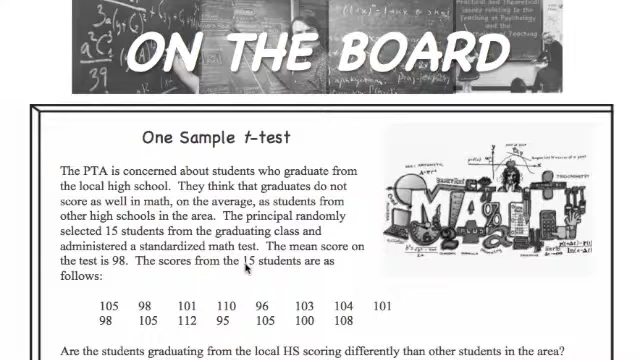 ON THE BOARD
One Sample t-test
The PTA is concerned about students who graduate from
the local high school. They think that graduates do not
score as well in math, on the average, as students from
other high schools in the area. The principal randomly
selected 15 students from the graduating class and
administered a standardized math test. The mean score on
the test is 98. The scores from the 15 students are as
follows:
105 98 101 110 96 103 104 101
98 105 112 95 105 100 108
Are the students graduating from the local HS scoring differently than other students in the area?
MATH